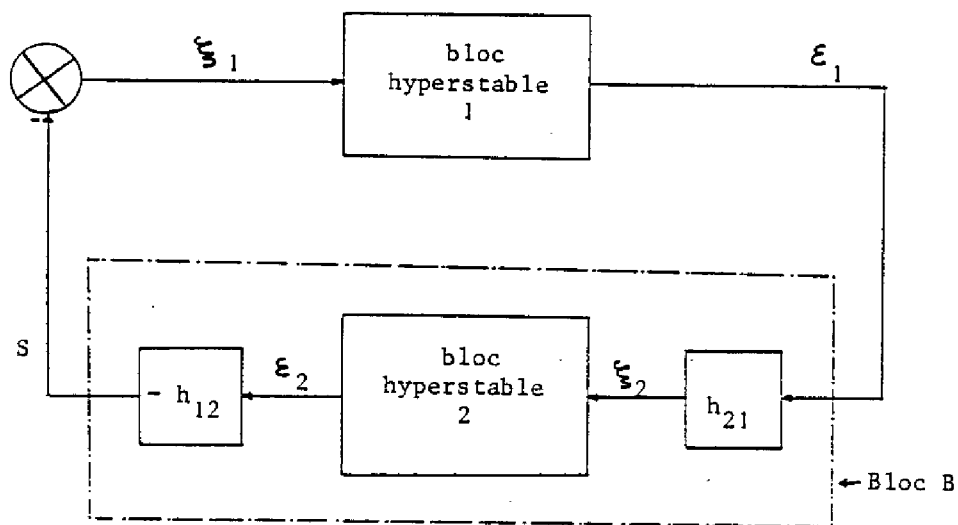 ξ1
bloc
hyperstable
1
ε1
--
S
- h12
ε2
bloc
hyperstable
2
ξ2
h21
Bloc B